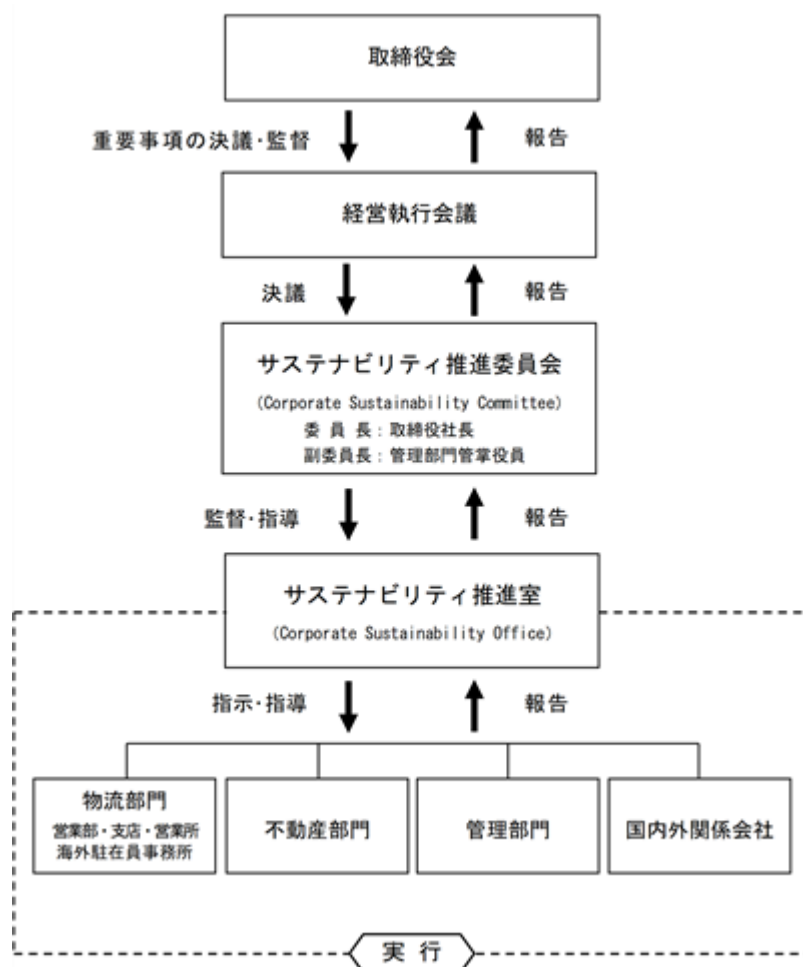 取締役会
重要事項の決議・監督
報告
経営執行会議
決議
報告
サステナビリティ推進委員会
(Corporate Sustainability Committee)
委 員 長：取締役社長
副委員長：管理部門管掌役員
監督・指導
報告
サステナビリティ推進室
(Corporate Sustainability Office)
指示・指導
報告
物流部門
営業部・支店・営業所
海外駐在員事務所
不動産部門
管理部門
国内外関係会社
実 行